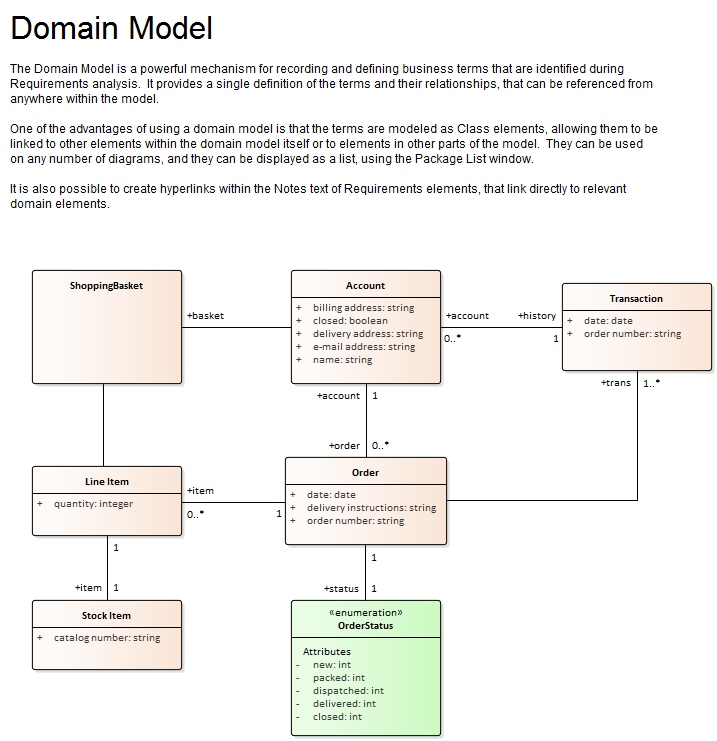 Domain Model
The Domain Model is a powerful mechanism for recording and defining business terms that are identified during
Requirements analysis.  It provides a single definition of the terms and their relationships, that can be referenced from
anywhere within the model.
One of the advantages of using a domain model is that the terms are modeled as Class elements, allowing them to be
linked to other elements within the domain model itself or to elements in other parts of the model.  They can be used
on any number of diagrams, and they can be displayed as a list, using the Package List window.
It is also possible to create hyperlinks within the Notes text of Requirements elements, that link directly to relevant
domain elements.
ShoppingBasket
+basket
Account
+ billing address: string
+ closed: boolean
+ delivery address: string
+ e-mail address: string
+ name: string
+account
0..*
+history
1
Transaction
+ date: date
+ order number: string
+trans 1..*
+account 1
+order 0..*
Line Item
+ quantity: integer
+item
0..*
1
Order
+ date: date
+ delivery instructions: string
+ order number: string
1
+item 1
Stock Item
+ catalog number: string
1
+status 1
«enumeration»
OrderStatus
Attributes
- new: int
- packed: int
- dispatched: int
- delivered: int
- closed: int